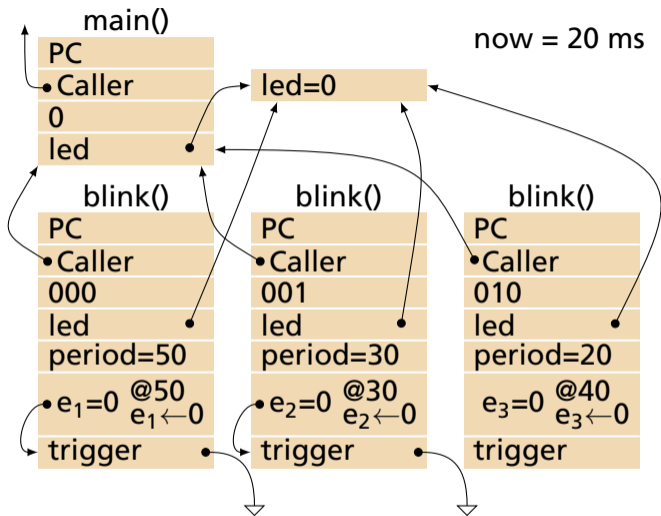 main()
PC
Caller
0
led
led=0
now = 20 ms
blink()
PC
Caller
000
led
period=50
e₁=0 @50
e₁←0
trigger
blink()
PC
Caller
001
led
period=30
e₂=0 @30
e₂←0
trigger
blink()
PC
Caller
010
led
period=20
e₃=0 @40
e₃←0
trigger